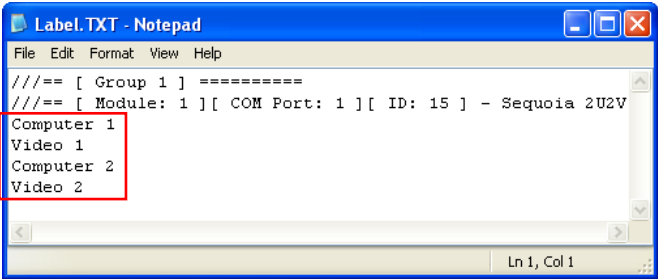 Label.TXT - Notepad
File Edit Format View Help
///== [ Group 1 ] ==========
///== [ Module: 1 ][ COM Port: 1 ][ ID: 15 ] - Sequoia 2U2V
Computer 1
Video 1
Computer 2
Video 2
Ln 1, Col 1